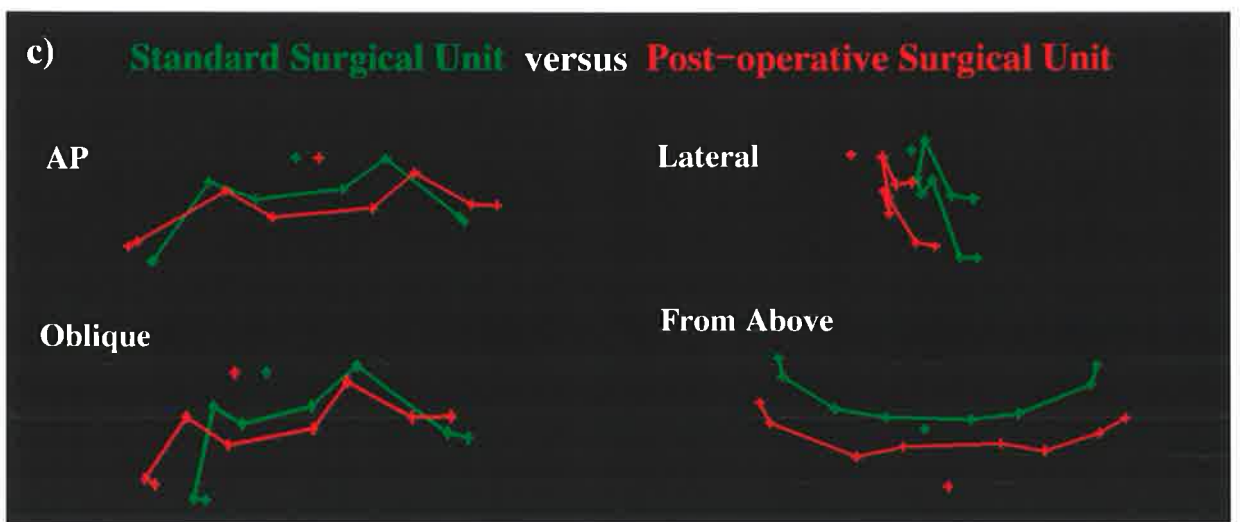 c) Standard Surgical Unit versus Post-operative Surgical Unit
AP
Lateral
Oblique
From Above